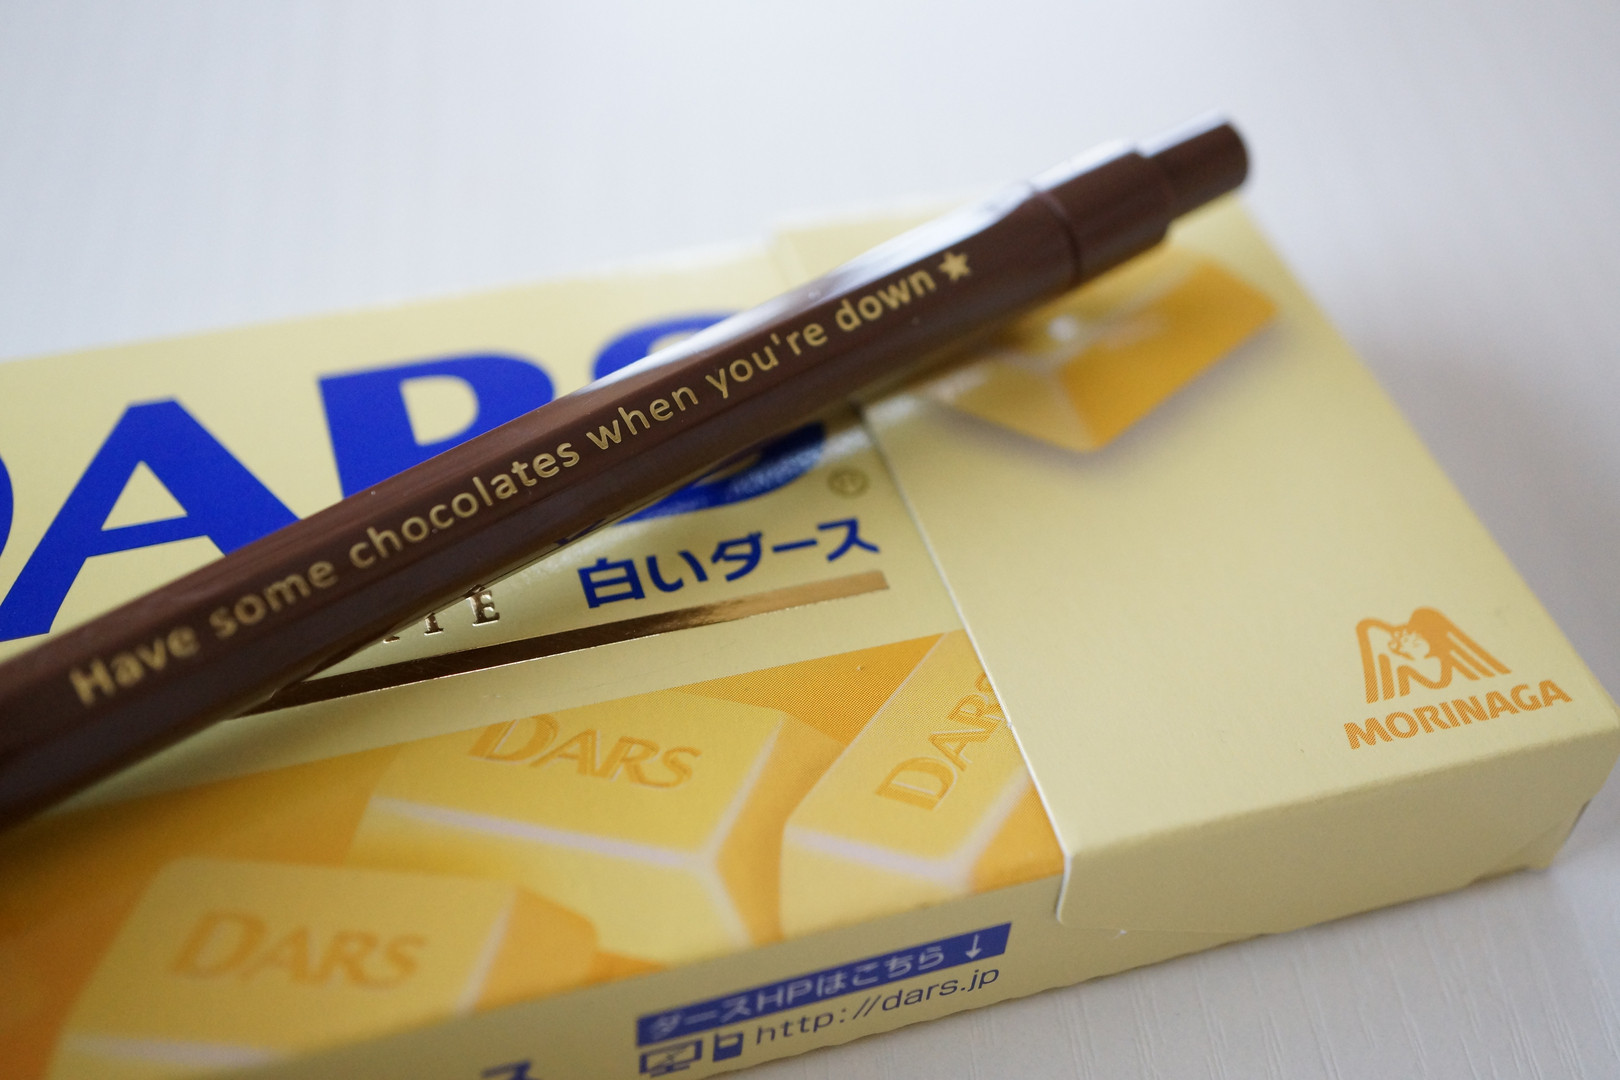 Have some chocolates when you're down ★
DARS
®
白いダース
DARS
DARS
DARS
MORINAGA
ダースHPはこちら↓
http://dars.jp
ス